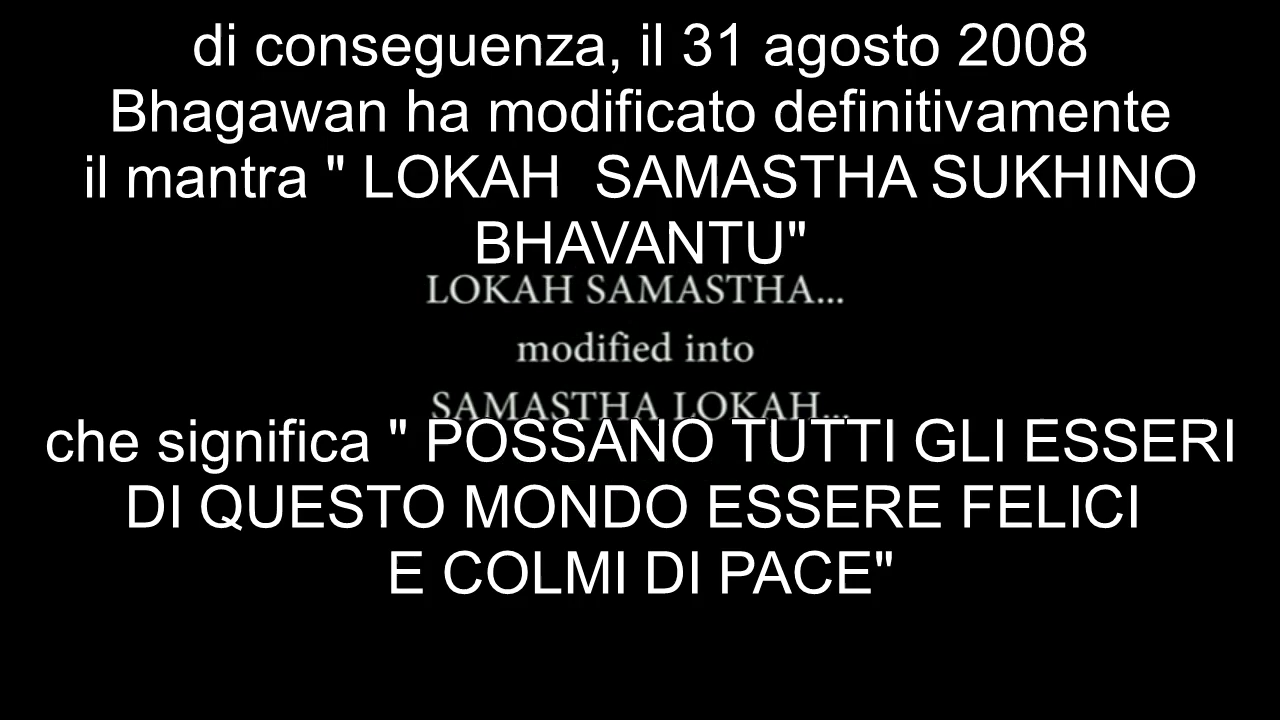 di conseguenza, il 31 agosto 2008
Bhagawan ha modificato definitivamente
il mantra " LOKAH  SAMASTHA SUKHINO
BHAVANTU"
LOKAH SAMASTHA...
modified into
SAMASTHA LOKAH...
che significa " POSSANO TUTTI GLI ESSERI
DI QUESTO MONDO ESSERE FELICI
E COLMI DI PACE"